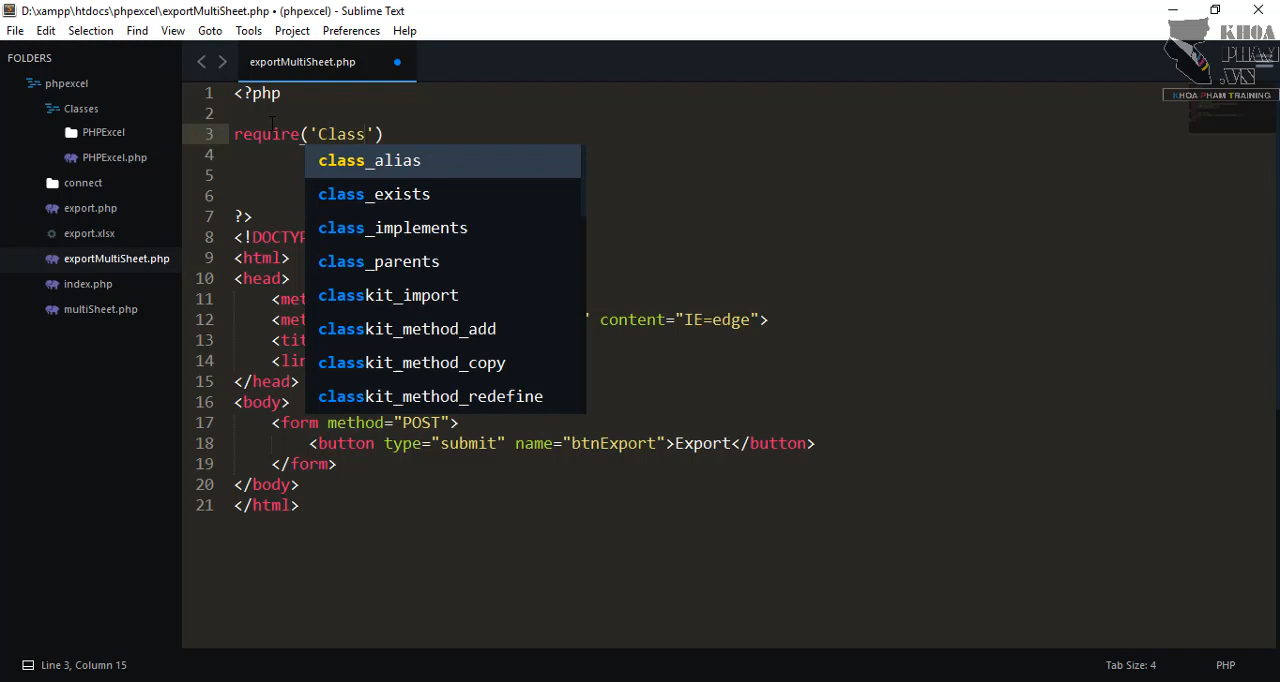 D:\xampp\htdocs\phpexcel\exportMultiSheet.php • (phpexcel) - Sublime Text
File Edit Selection Find View Goto Tools Project Preferences Help
KHOA
PHAM
.VN
KHOA PHAM TRAINING
FOLDERS
phpexcel
Classes
PHPExcel
PHPExcel.php
connect
export.php
export.xlsx
exportMultiSheet.php
index.php
multiSheet.php
exportMultiSheet.php
1 <?php
2
3 require('Class')
4
5
6
7 ?>
8 <!DOCTYP
9 <html>
10 <head>
11 <met
12 <met ' content="IE=edge">
13 <tit
14 <lin
15 </head>
16 <body>
17 <form method="POST">
18 <button type="submit" name="btnExport">Export</button>
19 </form>
20 </body>
21 </html>
class_alias
class_exists
class_implements
class_parents
classkit_import
classkit_method_add
classkit_method_copy
classkit_method_redefine
Line 3, Column 15
Tab Size: 4
PHP